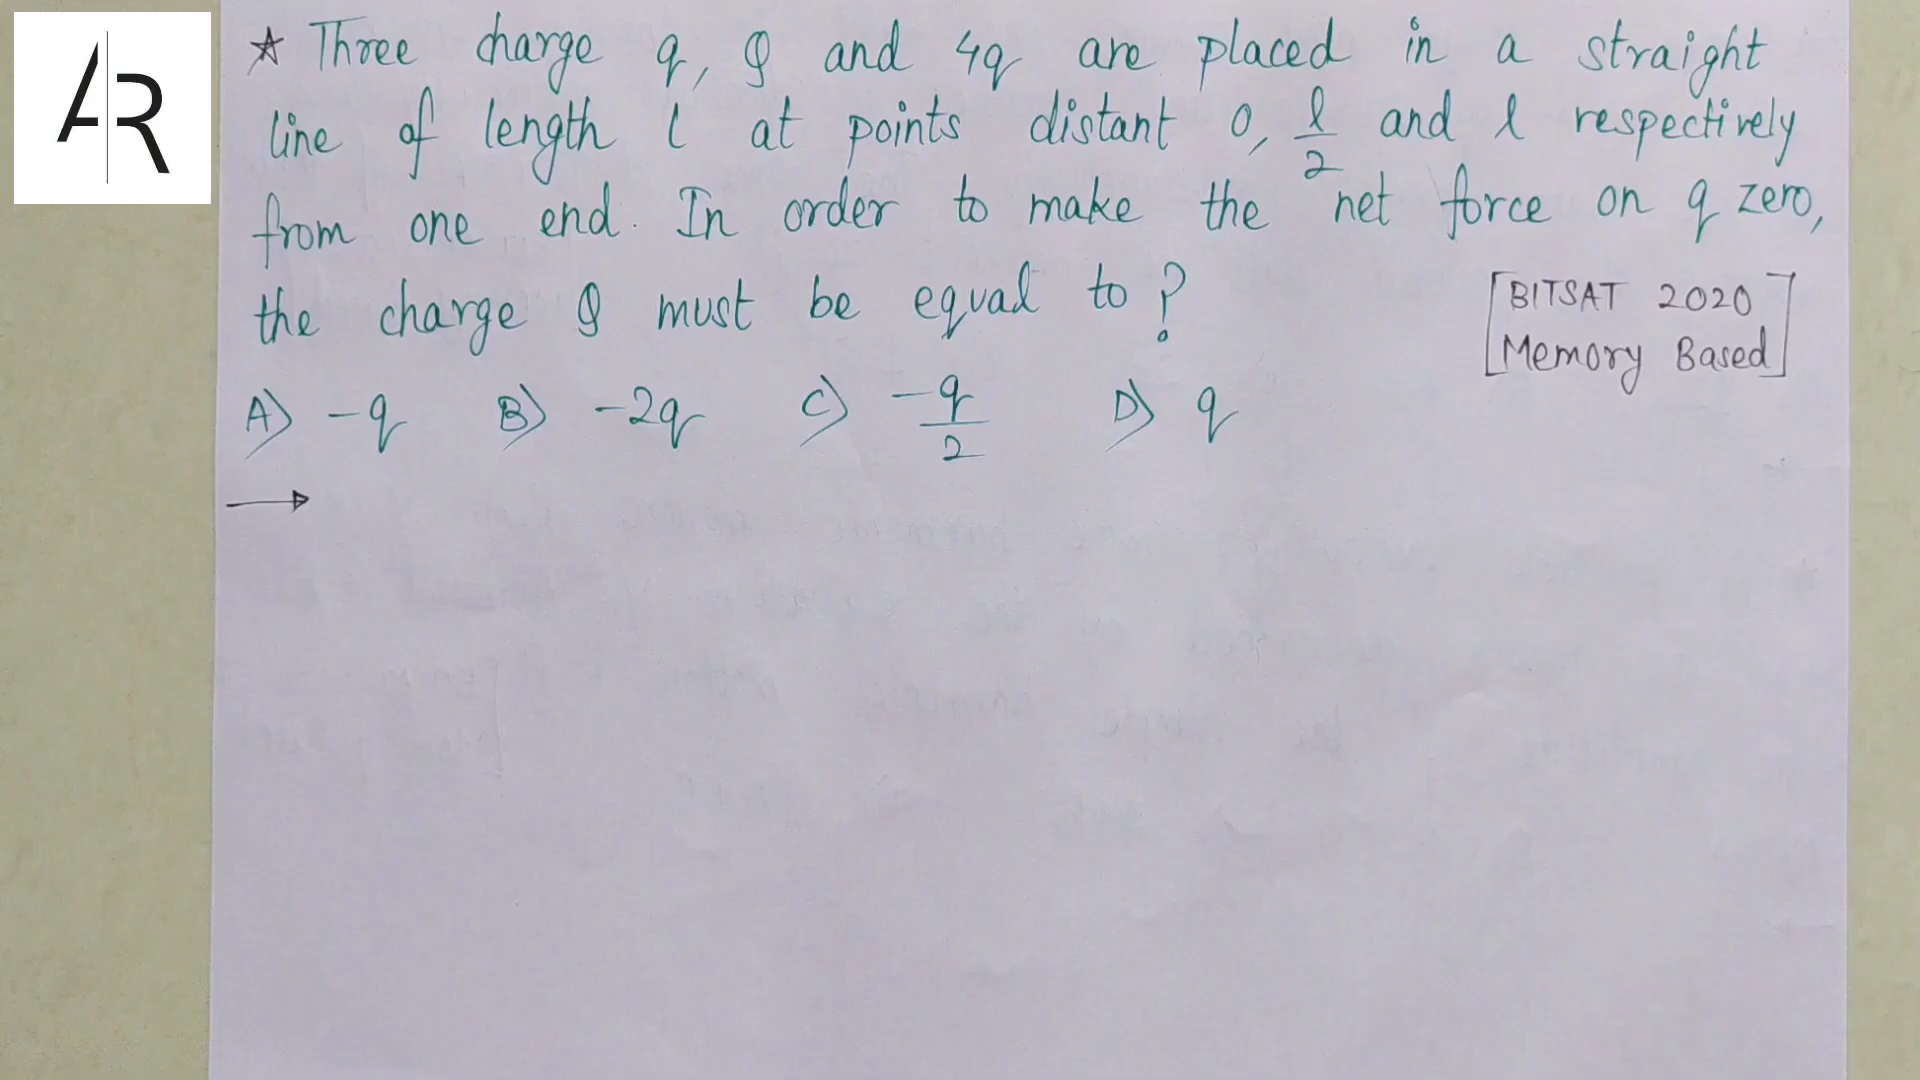 AR
☆ Three charge q, Q and 4q are placed in a straight
line of length l at points distant 0, l/2 and l respectively
from one end. In order to make the net force on q zero,
the charge Q must be equal to?
[BITSAT 2020
Memory Based]
A) -q B) -2q C) -q/2 D) q
→